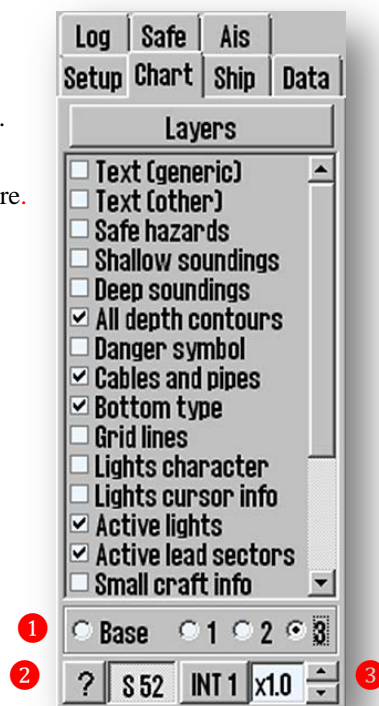 Log Safe Ais
Setup Chart Ship Data
.
Layers
Text (generic)
re.
Text (other)
Safe hazards
Shallow soundings
Deep soundings
All depth contours
Danger symbol
Cables and pipes
Bottom type
Grid lines
Lights character
Lights cursor info
Active lights
Active lead sectors
Small craft info
1 Base 1 2 3
2 ? S 52 INT 1 x1.0 3